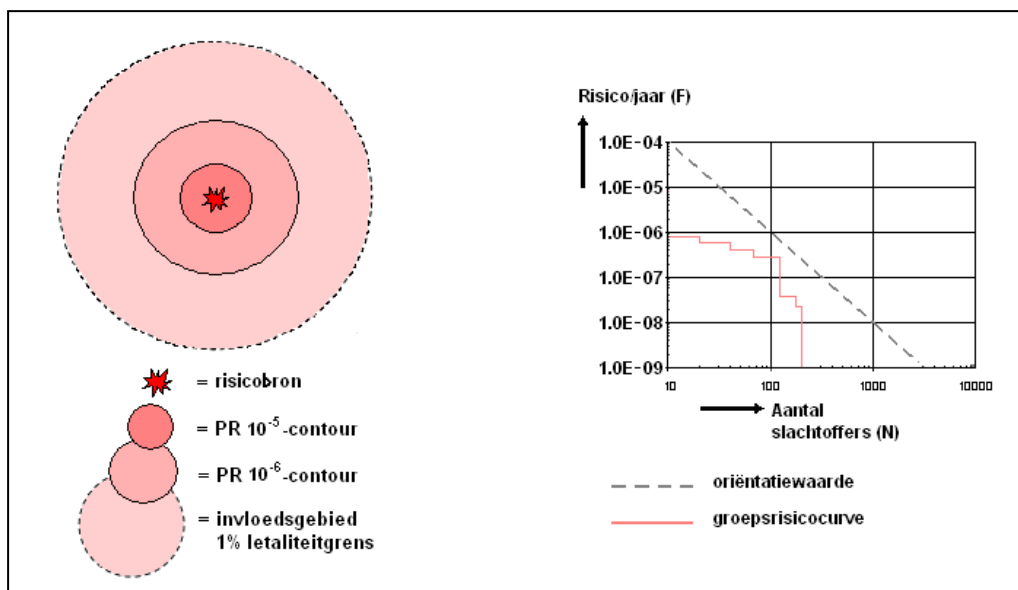 = risicobron
= PR 10⁻⁵-contour
= PR 10⁻⁶-contour
= invloedsgebied
1% letaliteitgrens
Risico/jaar (F)
1.0E-04
1.0E-05
1.0E-06
1.0E-07
1.0E-08
1.0E-09
10 100 1000 10000
Aantal
slachtoffers (N)
oriëntatiewaarde
groepsrisicocurve